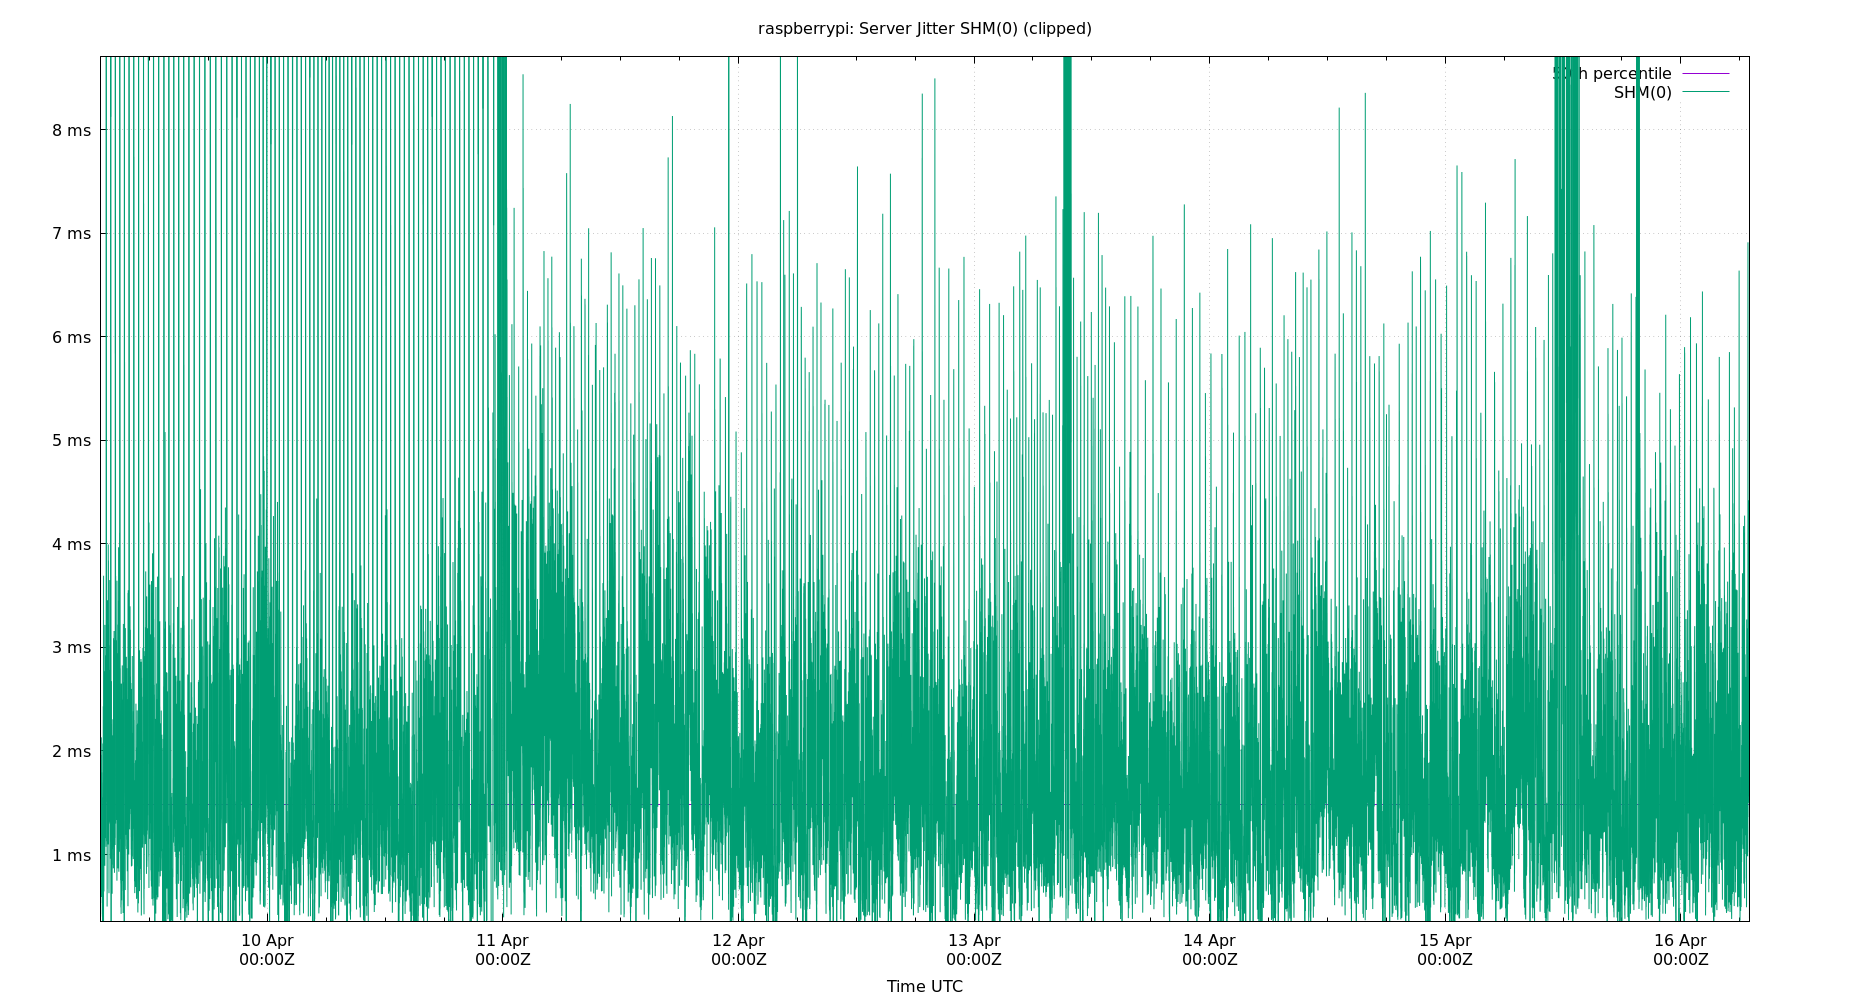 raspberrypi: Server Jitter SHM(0) (clipped)
percentile
SHM(0)
8 ms
7 ms
6 ms
5 ms
4 ms
3 ms
2 ms
1 ms
10 Apr 11 Apr 12 Apr 13 Apr 14 Apr 15 Apr 16 Apr
00:00Z 00:00Z 00:00Z 00:00Z 00:00Z 00:00Z 00:00Z
Time UTC